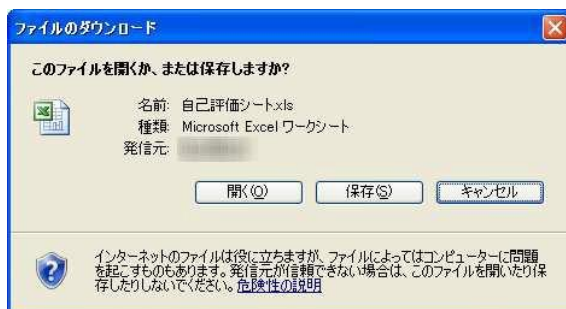 ファイルのダウンロード
このファイルを開くか、または保存しますか?
名前: 自己評価シート.xls
種類: Microsoft Excel ワークシート
発信元:
開く(O) 保存(S) キャンセル
インターネットのファイルは役に立ちますが、ファイルによってはコンピューターに問題
を起こすものもあります。発信元が信頼できない場合は、このファイルを開いたり保
存したりしないでください。危険性の説明